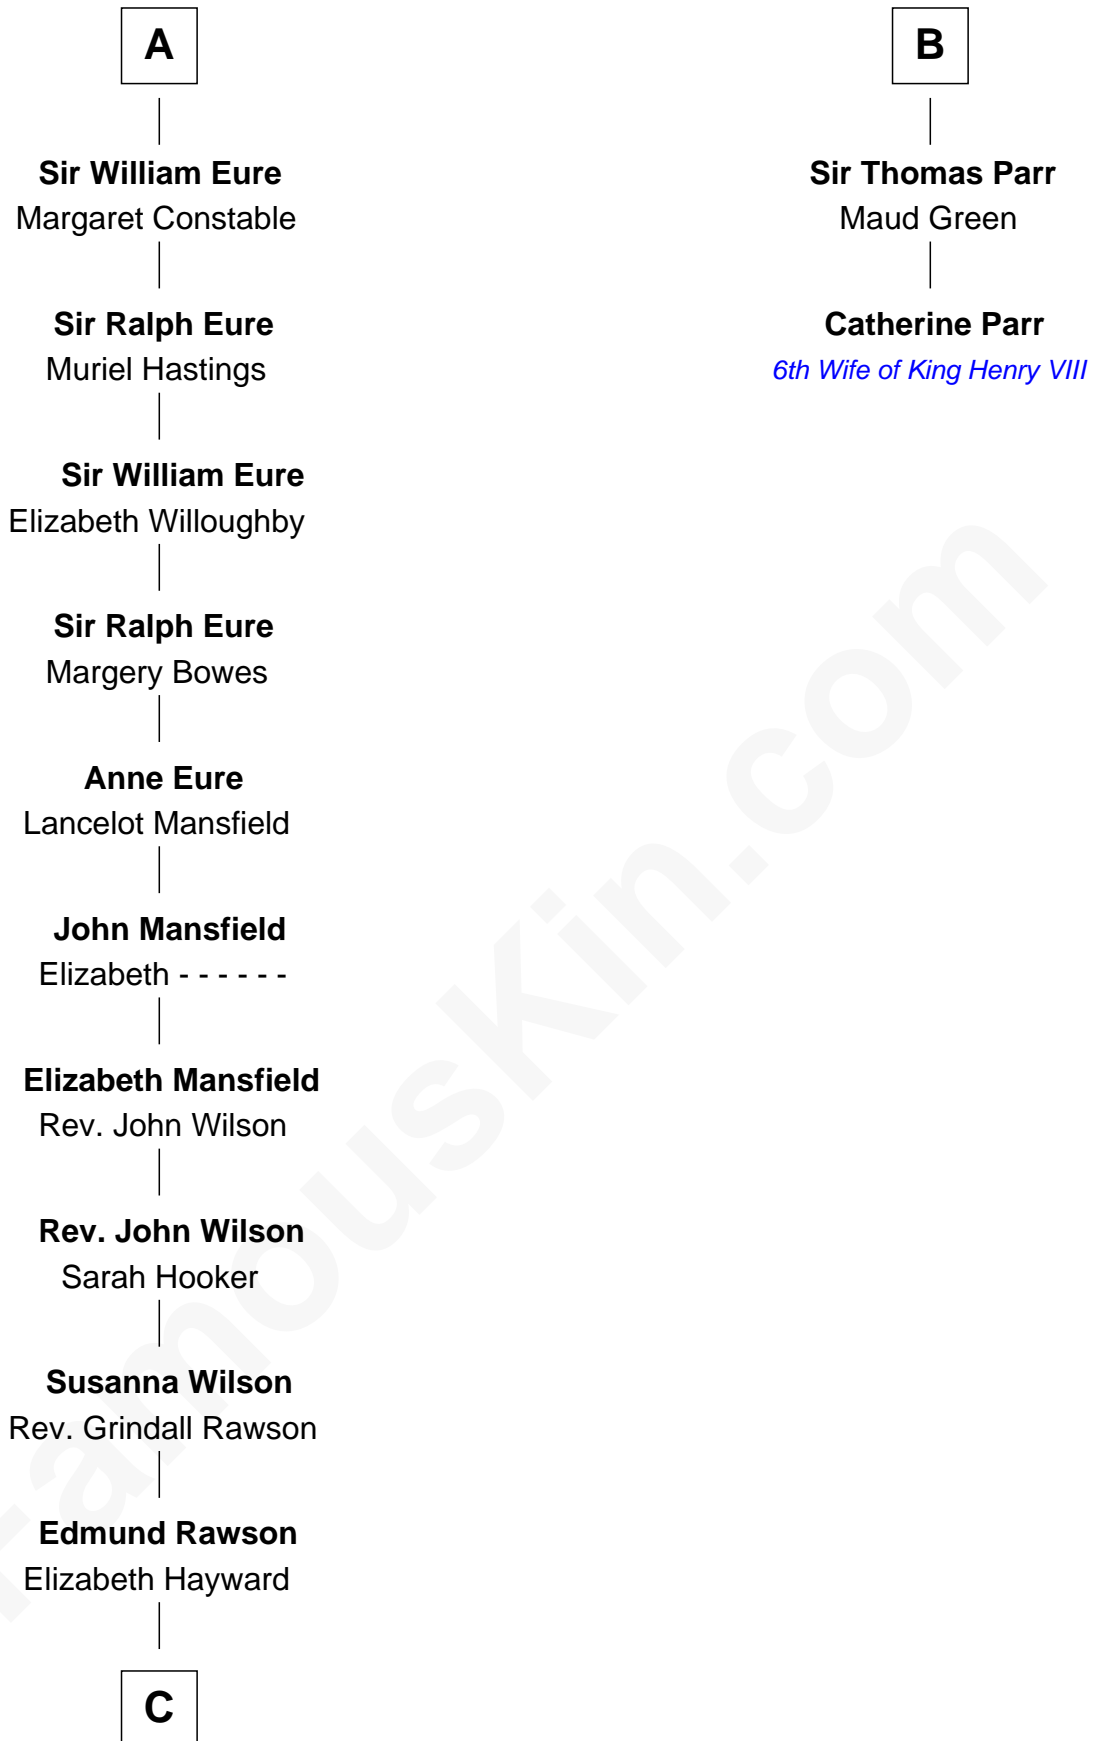 A
Sir William Eure
Margaret Constable
Sir Ralph Eure
Muriel Hastings
Sir William Eure
Elizabeth Willoughby
Sir Ralph Eure
Margery Bowes
Anne Eure
Lancelot Mansfield
John Mansfield
Elizabeth - - - - - -
Elizabeth Mansfield
Rev. John Wilson
Rev. John Wilson
Sarah Hooker
Susanna Wilson
Rev. Grindall Rawson
Edmund Rawson
Elizabeth Hayward
C
B
Sir Thomas Parr
Maud Green
Catherine Parr
6th Wife of King Henry VIII
FamousKin.com